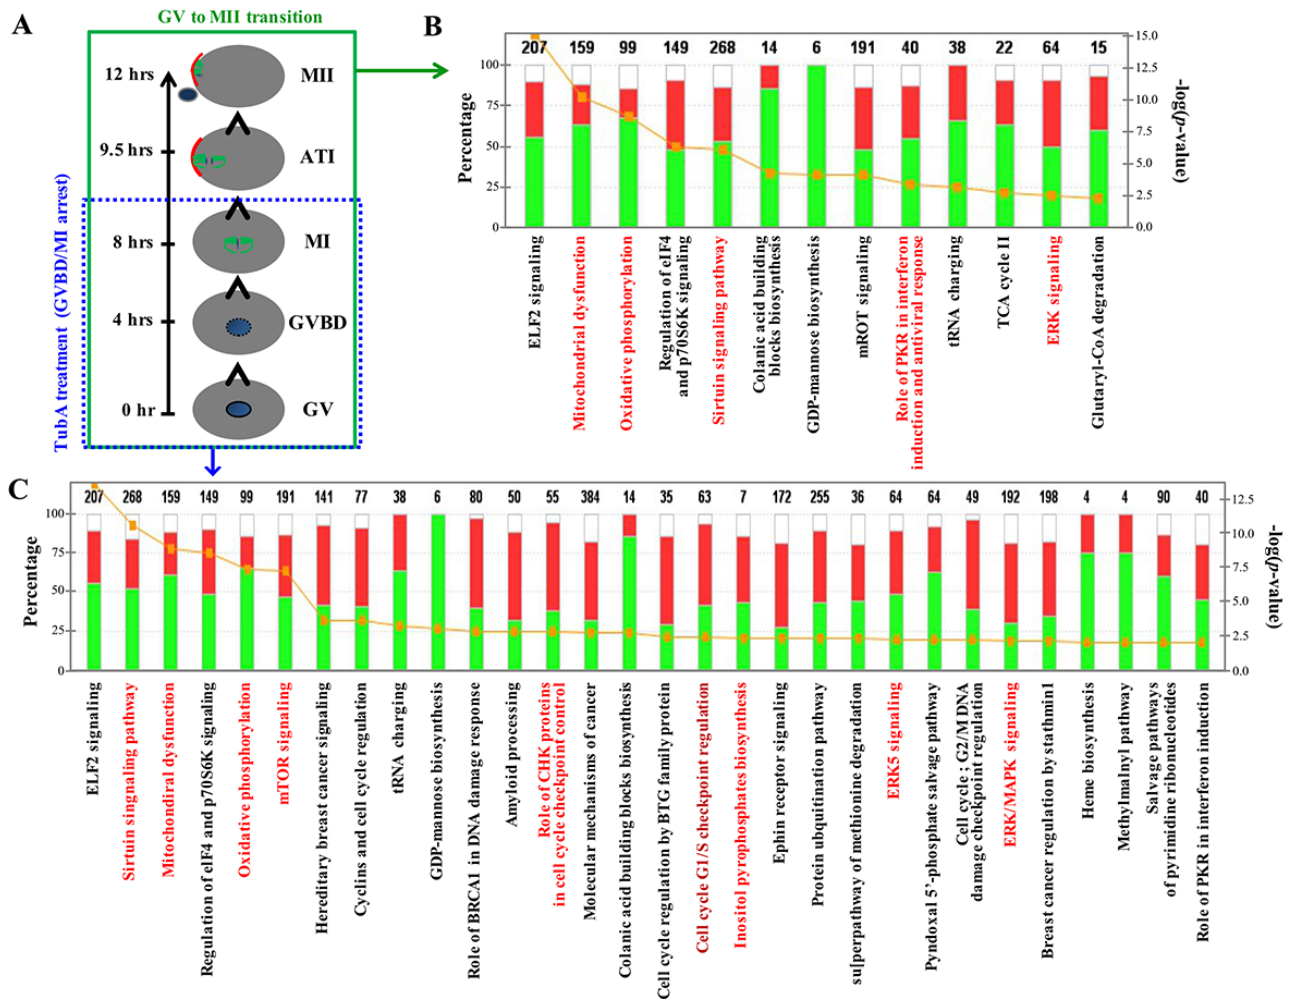 A
GV to MII transition
12 hrs
MII
9.5 hrs
ATI
8 hrs
MI
4 hrs
GVBD
0 hr
GV
TubA treatment (GVBD/MI arrest)
B
207 159 99 149 268 14 6 191 40 38 22 64 15
Percentage
100
75
50
25
0
15.0
12.5
10.0
7.5
5.0
2.5
0.0
-log(p-value)
ELF2 signaling
Mitochondrial dysfunction
Oxidative phosphorylation
Regulation of eIF4
and p70S6K signaling
Sirtuin signaling pathway
Colanic acid building
blocks biosynthesis
GDP-mannose biosynthesis
mROT signaling
Role of PKR in interferon
induction and antiviral response
tRNA charging
TCA cycle II
ERK signaling
Glutaryl-CoA degradation
C
207 268 159 149 99 191 141 77 38 6 80 50 55 384 14 35 63 7 172 255 36 64 64 49 192 198 4 4 90 40
Percentage
100
75
50
25
0
12.5
10.0
7.5
5.0
2.5
0.0
-log(p-value)
ELF2 signaling
Sirtuin singnaling pathway
Mitochondiral dysfunction
Regulation of eIF4 and p70S6K signaling
Oxidative phosphorylation
mTOR signaling
Hereditary breast cancer signaling
Cyclins and cell cycle regulation
tRNA charging
GDP-mannose biosynthesis
Role of BRCA1 in DNA damage response
Amyloid processing
Role of CHK proteins
in cell cycle checkpoint control
Molecular mechanisms of cancer
Colanic acid building blocks biosynthesis
Cell cycle regulation by BTG family protein
Cell cycle G1/S checkpoint regulation
Inositol pyrophosphates biosynthesis
Ephin receptor signaling
Protein ubquitination pathway
su[perpathway of methionine degradation
ERK5 signaling
Pyndoxal 5'-phosphate salvage pathway
Cell cycle : G2/M DNA
damage checkpoint regulation
ERK/MAPK signaling
Breast cancer regulation by stathmin1
Heme biosynthesis
Methylmalnyl pathway
Salvage pathways
of pyrimidine ribonucleotides
Role of PKR in interferon induction